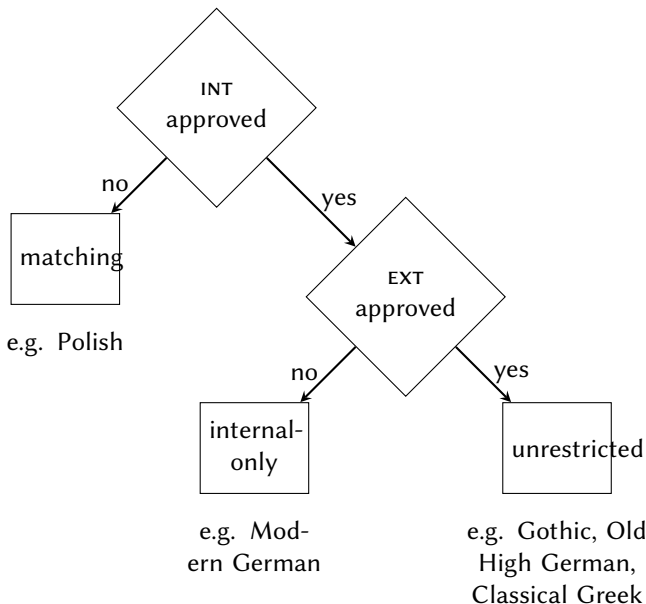 INT
approved
no
yes
matching
e.g. Polish
EXT
approved
no
yes
internal-
only
unrestricted
e.g. Mod-
ern German
e.g. Gothic, Old
High German,
Classical Greek